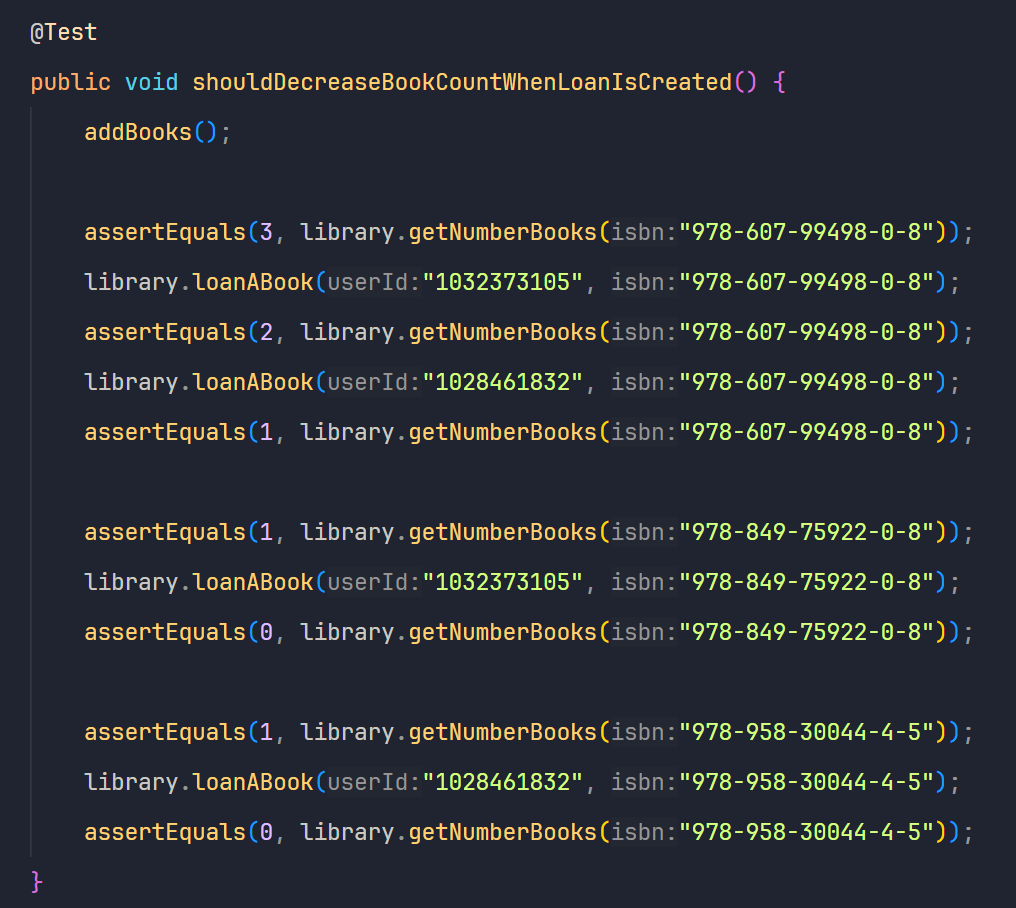 @Test
public void shouldDecreaseBookCountWhenLoanIsCreated() {
addBooks();
assertEquals(3, library.getNumberBooks(isbn:"978-607-99498-0-8"));
library.loanABook(userId:"1032373105", isbn:"978-607-99498-0-8");
assertEquals(2, library.getNumberBooks(isbn:"978-607-99498-0-8"));
library.loanABook(userId:"1028461832", isbn:"978-607-99498-0-8");
assertEquals(1, library.getNumberBooks(isbn:"978-607-99498-0-8"));
assertEquals(1, library.getNumberBooks(isbn:"978-849-75922-0-8"));
library.loanABook(userId:"1032373105", isbn:"978-849-75922-0-8");
assertEquals(0, library.getNumberBooks(isbn:"978-849-75922-0-8"));
assertEquals(1, library.getNumberBooks(isbn:"978-958-30044-4-5"));
library.loanABook(userId:"1028461832", isbn:"978-958-30044-4-5");
assertEquals(0, library.getNumberBooks(isbn:"978-958-30044-4-5"));
}